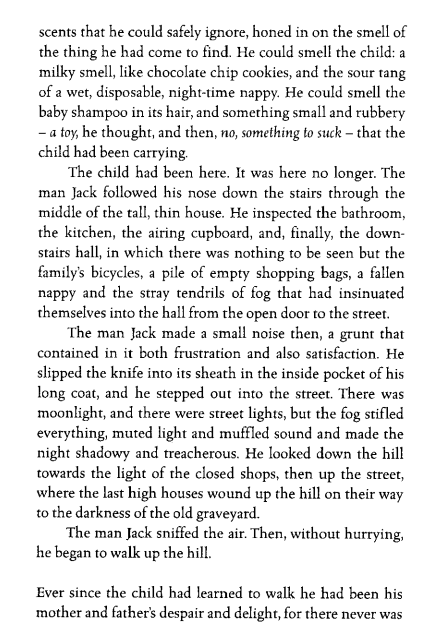 scents that he could safely ignore, honed in on the smell of
the thing he had come to find. He could smell the child: a
milky smell, like chocolate chip cookies, and the sour tang
of a wet, disposable, night-time nappy. He could smell the
baby shampoo in its hair, and something small and rubbery
– a toy, he thought, and then, no, something to suck – that the
child had been carrying.
The child had been here. It was here no longer. The
man Jack followed his nose down the stairs through the
middle of the tall, thin house. He inspected the bathroom,
the kitchen, the airing cupboard, and, finally, the down-
stairs hall, in which there was nothing to be seen but the
family's bicycles, a pile of empty shopping bags, a fallen
nappy and the stray tendrils of fog that had insinuated
themselves into the hall from the open door to the street.
The man Jack made a small noise then, a grunt that
contained in it both frustration and also satisfaction. He
slipped the knife into its sheath in the inside pocket of his
long coat, and he stepped out into the street. There was
moonlight, and there were street lights, but the fog stifled
everything, muted light and muffled sound and made the
night shadowy and treacherous. He looked down the hill
towards the light of the closed shops, then up the street,
where the last high houses wound up the hill on their way
to the darkness of the old graveyard.
The man Jack sniffed the air. Then, without hurrying,
he began to walk up the hill.
Ever since the child had learned to walk he had been his
mother and father's despair and delight, for there never was